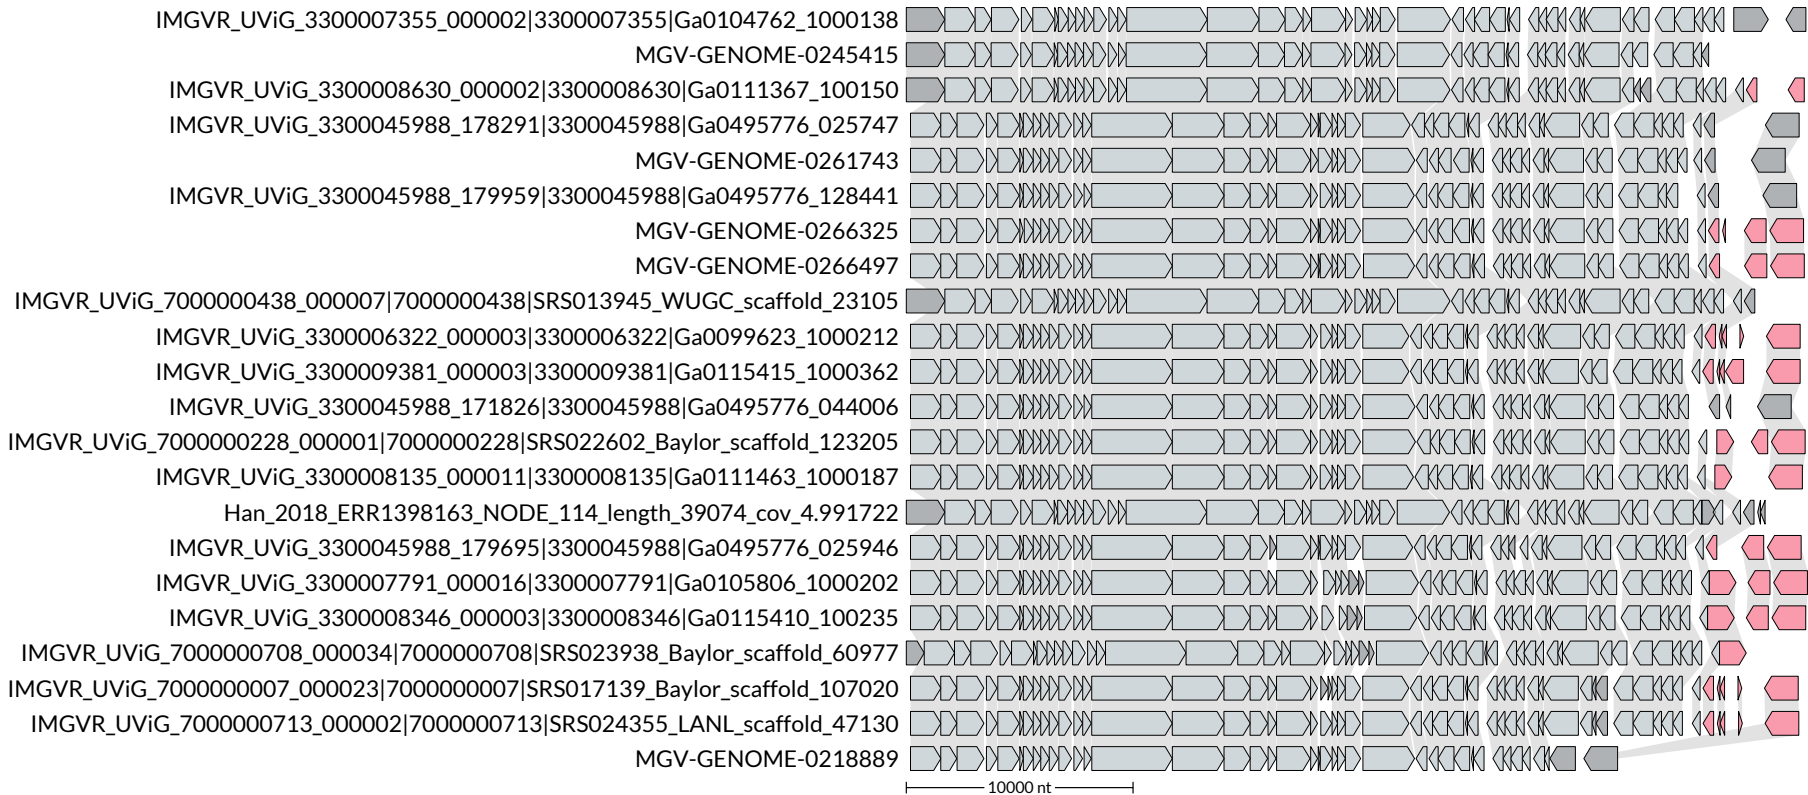 IMGVR_UViG_3300007355_000002|3300007355|Ga0104762_1000138
MGV-GENOME-0245415
IMGVR_UViG_3300008630_000002|3300008630|Ga0111367_100150
IMGVR_UViG_3300045988_178291|3300045988|Ga0495776_025747
MGV-GENOME-0261743
IMGVR_UViG_3300045988_179959|3300045988|Ga0495776_128441
MGV-GENOME-0266325
MGV-GENOME-0266497
IMGVR_UViG_7000000438_000007|7000000438|SRS013945_WUGC_scaffold_23105
IMGVR_UViG_3300006322_000003|3300006322|Ga0099623_1000212
IMGVR_UViG_3300009381_000003|3300009381|Ga0115415_1000362
IMGVR_UViG_3300045988_171826|3300045988|Ga0495776_044006
IMGVR_UViG_7000000228_000001|7000000228|SRS022602_Baylor_scaffold_123205
IMGVR_UViG_3300008135_000011|3300008135|Ga0111463_1000187
Han_2018_ERR1398163_NODE_114_length_39074_cov_4.991722
IMGVR_UViG_3300045988_179695|3300045988|Ga0495776_025946
IMGVR_UViG_3300007791_000016|3300007791|Ga0105806_1000202
IMGVR_UViG_3300008346_000003|3300008346|Ga0115410_100235
IMGVR_UViG_7000000708_000034|7000000708|SRS023938_Baylor_scaffold_60977
IMGVR_UViG_7000000007_000023|7000000007|SRS017139_Baylor_scaffold_107020
IMGVR_UViG_7000000713_000002|7000000713|SRS024355_LANL_scaffold_47130
MGV-GENOME-0218889
10000 nt